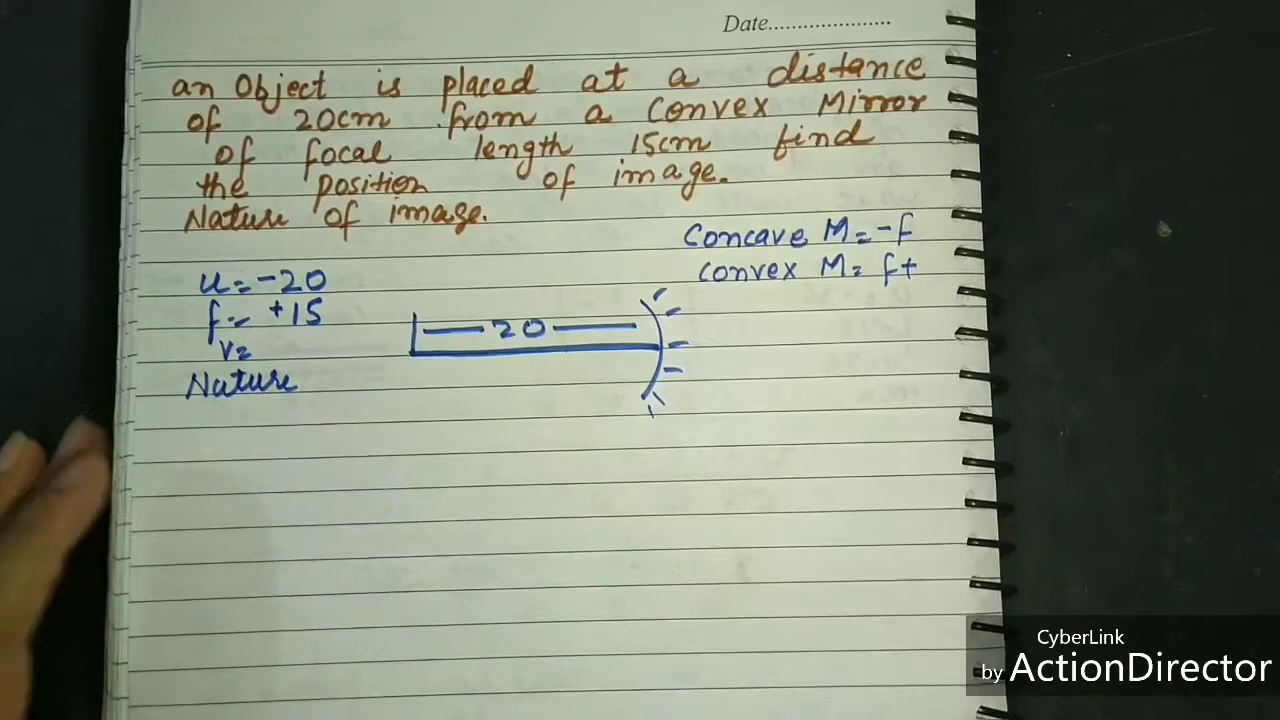 Date.....................
an Object is placed at a distance
of 20cm from a Convex Mirror
of focal length 15cm find
the position of image.
Nature of image.
Concave M= -f
Convex M= f+
u= -20
f= +15
v=
Nature
20
CyberLink
by ActionDirector